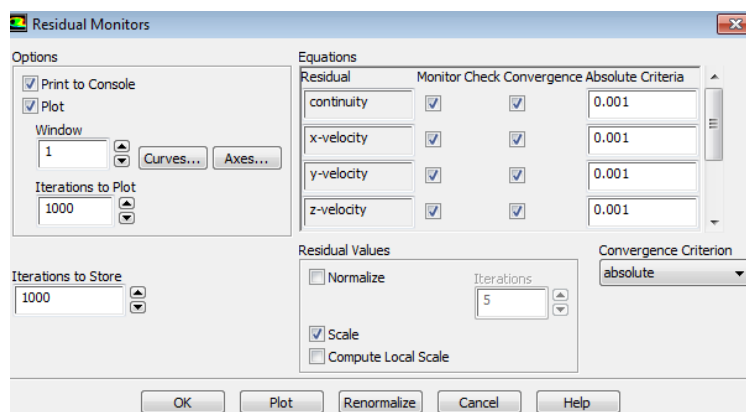 Residual Monitors
Options
Print to Console
Plot
Window
1
Curves... Axes...
Iterations to Plot
1000
Iterations to Store
1000
Equations
Residual Monitor Check Convergence Absolute Criteria
continuity 0.001
x-velocity 0.001
y-velocity 0.001
z-velocity 0.001
Residual Values
Normalize
Iterations
5
Scale
Compute Local Scale
Convergence Criterion
absolute
OK Plot Renormalize Cancel Help